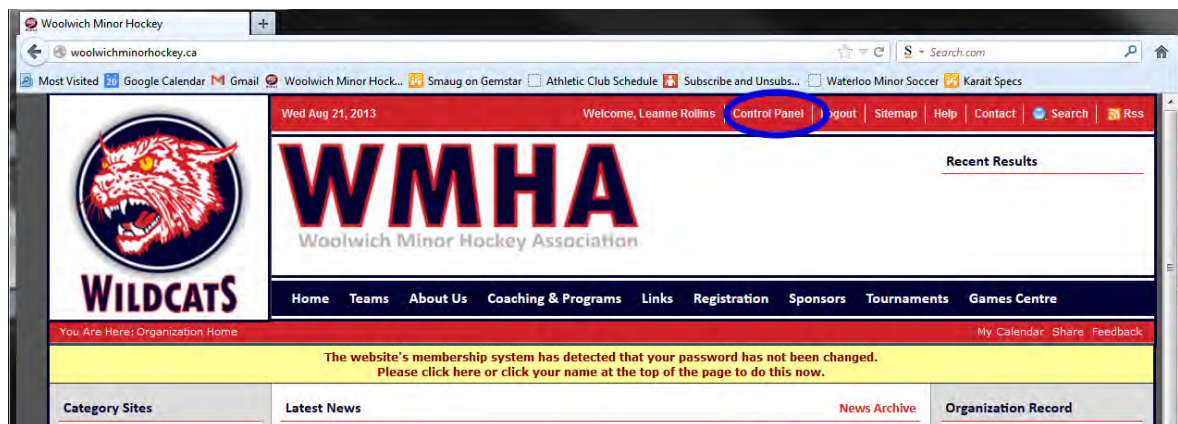 Woolwich Minor Hockey +
woolwichminorhockey.ca S Search.com
Most Visited 20 Google Calendar M Gmail Woolwich Minor Hock... Smaug on Gemstar Athletic Club Schedule Subscribe and Unsubs... Waterloo Minor Soccer Karait Specs
Wed Aug 21, 2013 Welcome, Leanne Rollins | Control Panel | Logout | Sitemap | Help | Contact | Search | Rss
WMHA
Woolwich Minor Hockey Association
Recent Results
WILDCATS
Home Teams About Us Coaching & Programs Links Registration Sponsors Tournaments Games Centre
You Are Here: Organization Home My Calendar Share Feedback
The website's membership system has detected that your password has not been changed.
Please click here or click your name at the top of the page to do this now.
Category Sites Latest News News Archive Organization Record